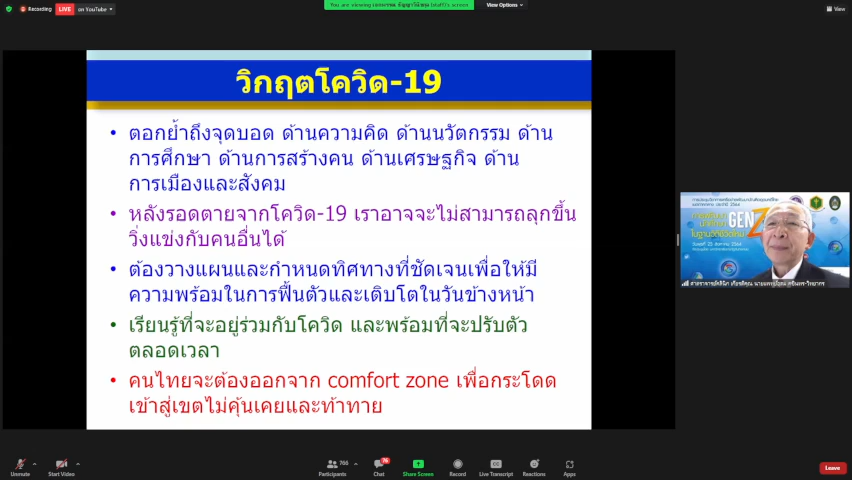 Recording
LIVE
on YouTube
You are viewing
screen
View Options
View
วิกฤตโควิด-19
• ตอกย้ำถึงจุดบอด ด้านความคิด ด้านนวัตกรรม ด้าน
การศึกษา ด้านการสร้างคน ด้านเศรษฐกิจ ด้าน
การเมืองและสังคม
• หลังรอดตายจากโควิด-19 เราอาจจะไม่สามารถลุกขึ้น
วิ่งแข่งกับคนอื่นได้
• ต้องวางแผนและกำหนดทิศทางที่ชัดเจนเพื่อให้มี
ความพร้อมในการฟื้นตัวและเติบโตในวันข้างหน้า
• เรียนรู้ที่จะอยู่ร่วมกับโควิด และพร้อมที่จะปรับตัว
ตลอดเวลา
• คนไทยจะต้องออกจาก comfort zone เพื่อกระโดด
เข้าสู่เขตไม่คุ้นเคยและท้าทาย
GEN Z
Unmute
Start Video
766
Participants
76
Chat
Share Screen
Record
Live Transcript
Reactions
Apps
Leave